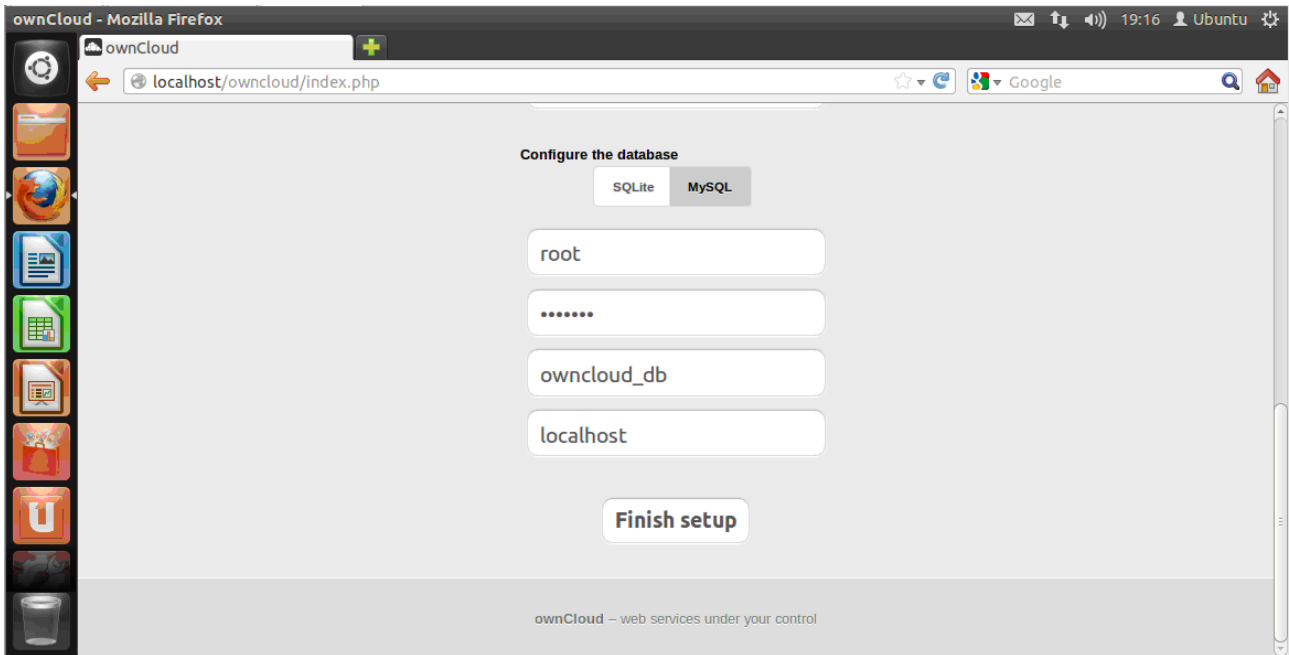 ownCloud - Mozilla Firefox
19:16 Ubuntu
ownCloud
localhost/owncloud/index.php
Google
Configure the database
SQLite MySQL
root
•••••••
owncloud_db
localhost
Finish setup
ownCloud – web services under your control